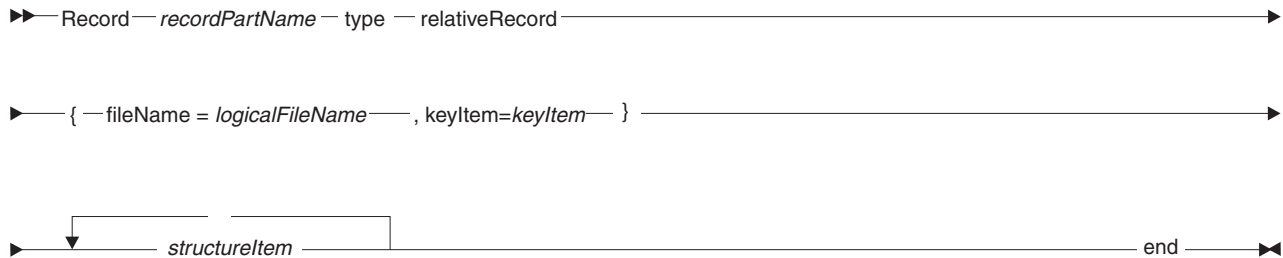 Record recordPartName type relativeRecord
{ fileName = logicalFileName , keyItem=keyItem }
structureItem end